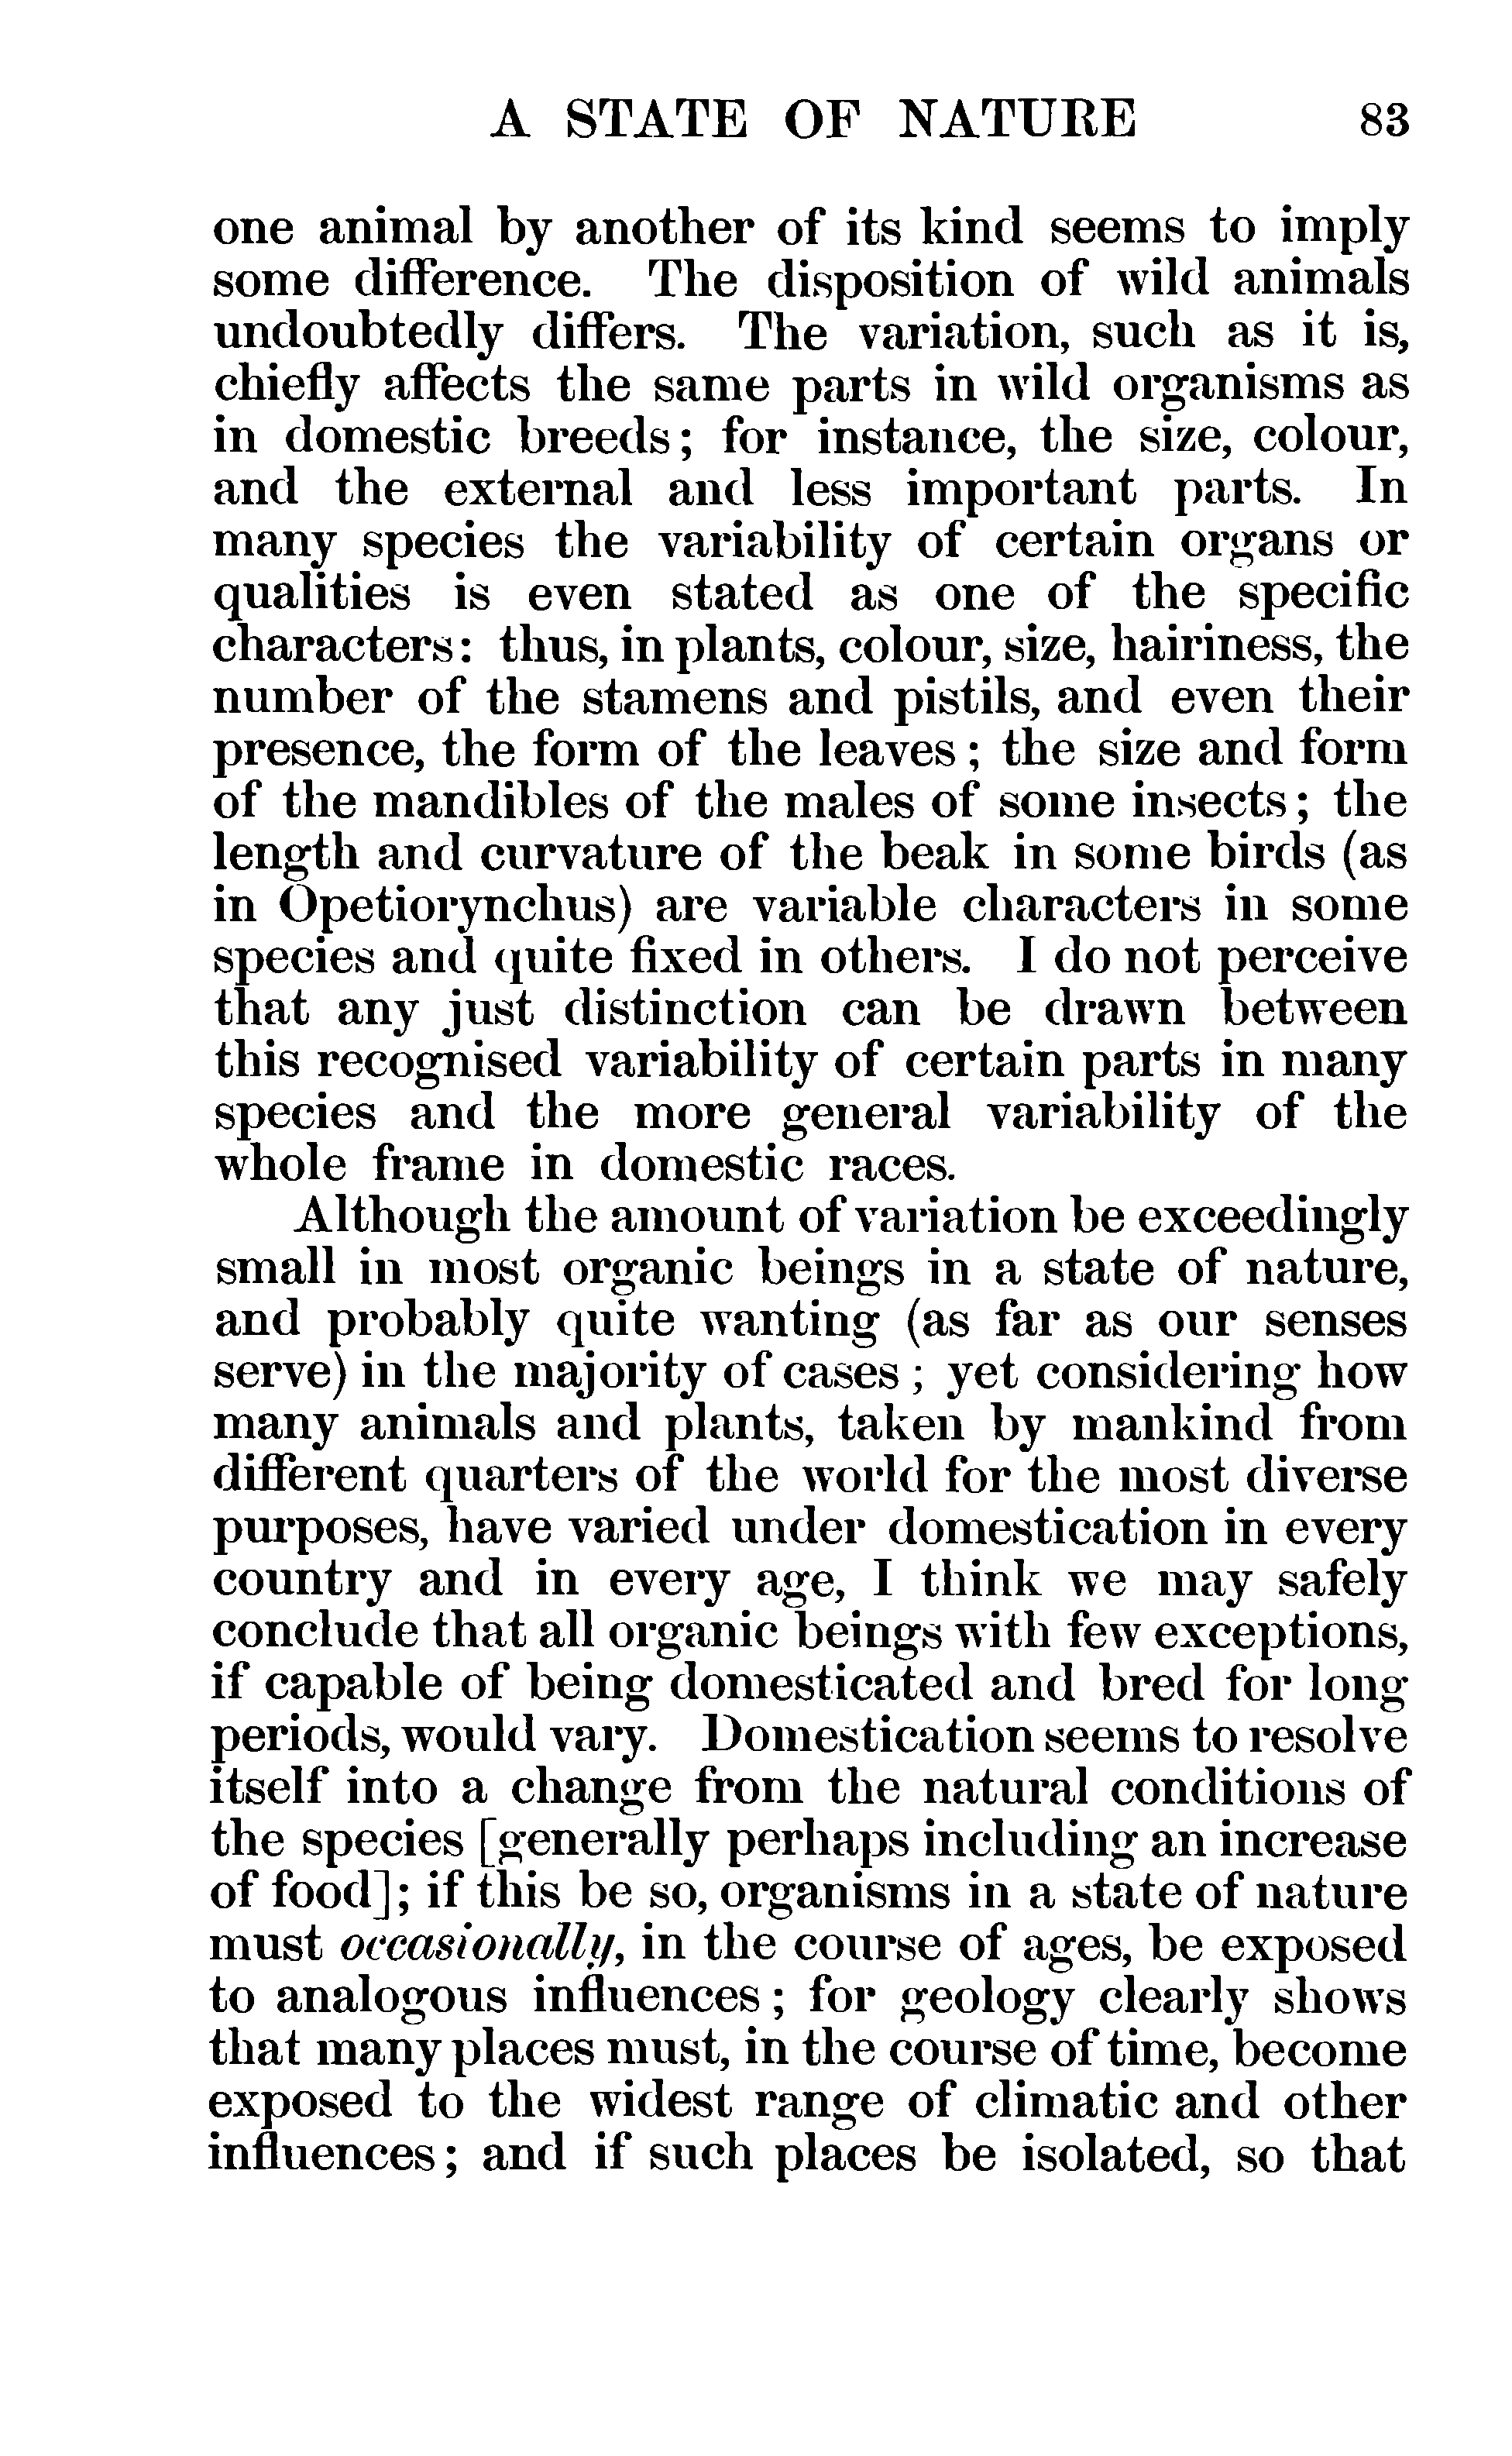 A STATE OF NATURE 83
one animal by another of its kind seems to imply
some difference. The disposition of wild animals
undoubtedly differs. The variation, such as it is,
chiefly affects the same parts in wild organisms as
in domestic breeds; for instance, the size, colour,
and the external and less important parts. In
many species the variability of certain organs or
qualities is even stated as one of the specific
characters: thus, in plants, colour, size, hairiness, the
number of the stamens and pistils, and even their
presence, the form of the leaves; the size and form
of the mandibles of the males of some insects; the
length and curvature of the beak in some birds (as
in Opetiorynchus) are variable characters in some
species and quite fixed in others. I do not perceive
that any just distinction can be drawn between
this recognised variability of certain parts in many
species and the more general variability of the
whole frame in domestic races.
Although the amount of variation be exceedingly
small in most organic beings in a state of nature,
and probably quite wanting (as far as our senses
serve) in the majority of cases; yet considering how
many animals and plants, taken by mankind from
different quarters of the world for the most diverse
purposes, have varied under domestication in every
country and in every age, I think we may safely
conclude that all organic beings with few exceptions,
if capable of being domesticated and bred for long
periods, would vary. Domestication seems to resolve
itself into a change from the natural conditions of
the species [generally perhaps including an increase
of food]; if this be so, organisms in a state of nature
must occasionally, in the course of ages, be exposed
to analogous influences; for geology clearly shows
that many places must, in the course of time, become
exposed to the widest range of climatic and other
influences; and if such places be isolated, so that